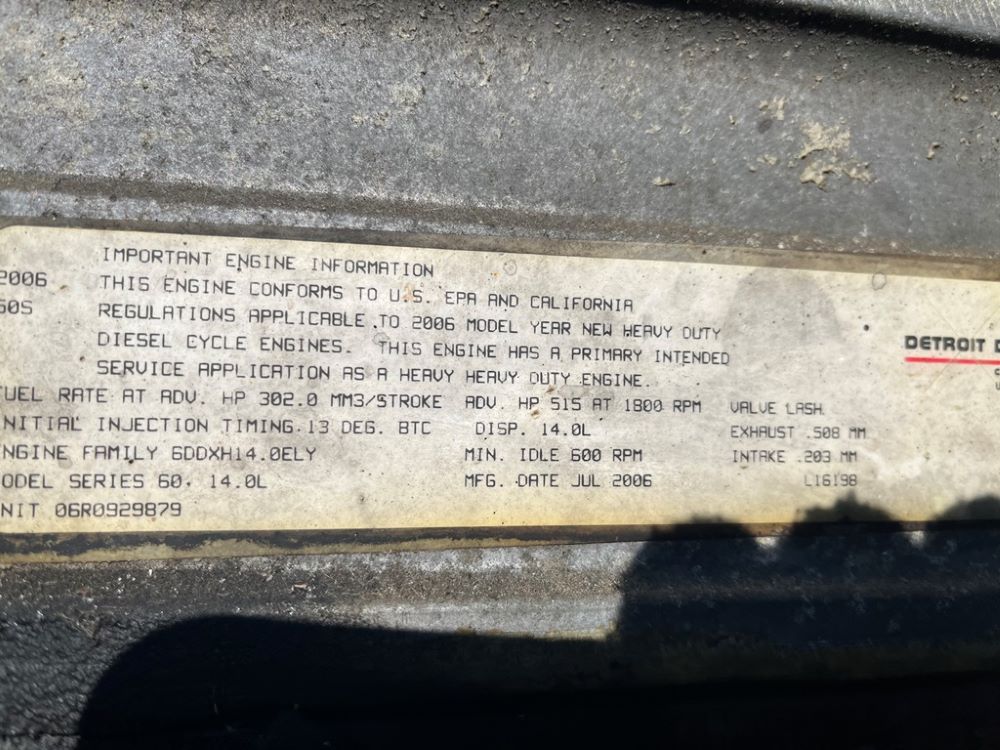 IMPORTANT ENGINE INFORMATION
2006 THIS ENGINE CONFORMS TO U.S. EPA AND CALIFORNIA
60S REGULATIONS APPLICABLE TO 2006 MODEL YEAR NEW HEAVY DUTY
DIESEL CYCLE ENGINES. THIS ENGINE HAS A PRIMARY INTENDED
DETROIT D
SERVICE APPLICATION AS A HEAVY HEAVY DUTY ENGINE.
FUEL RATE AT ADV. HP 302.0 MM3/STROKE ADV. HP 515 AT 1800 RPM VALVE LASH
NITIAL INJECTION TIMING 13 DEG. BTC DISP. 14.0L EXHAUST .508 MM
NGINE FAMILY 6DDXH14.0ELY MIN. IDLE 600 RPM INTAKE .203 MM
ODEL SERIES 60, 14.0L MFG. DATE JUL 2006 L16198
NIT 06R0929879